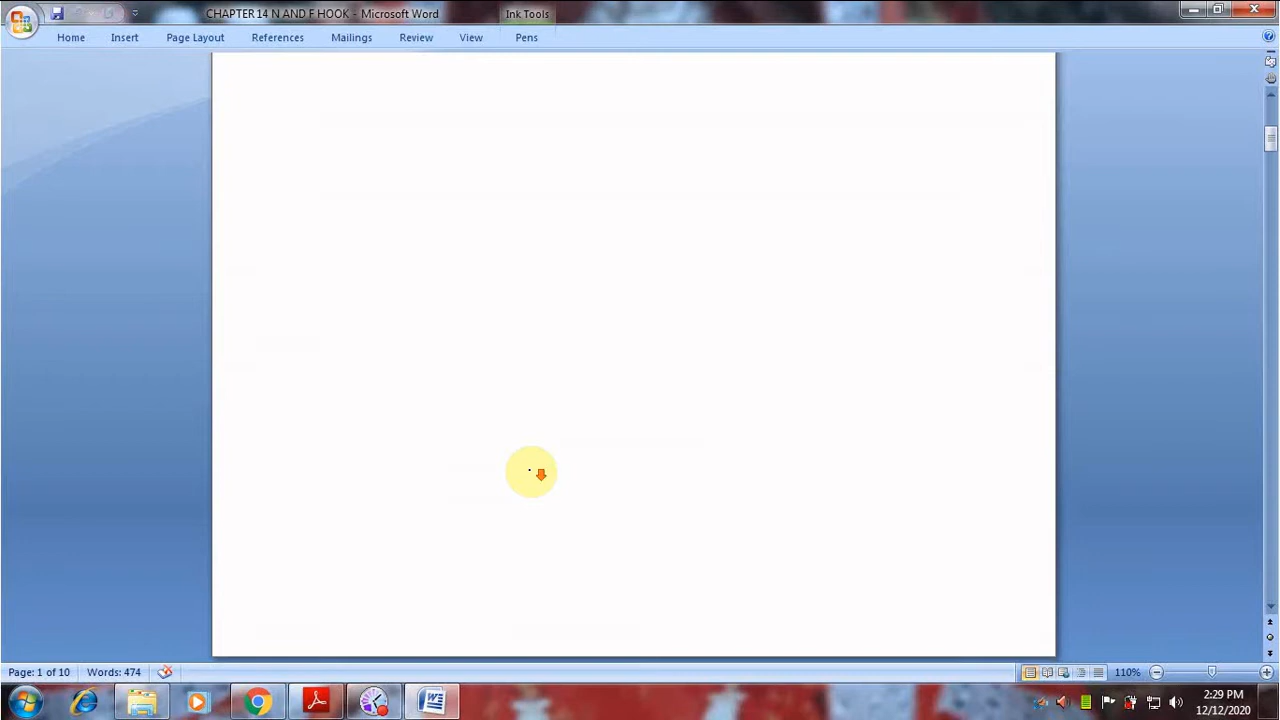 CHAPTER 14 N AND F HOOK - Microsoft Word
Ink Tools
Home Insert Page Layout References Mailings Review View Pens
Page: 1 of 10 Words: 474 110%
2:29 PM
12/12/2020